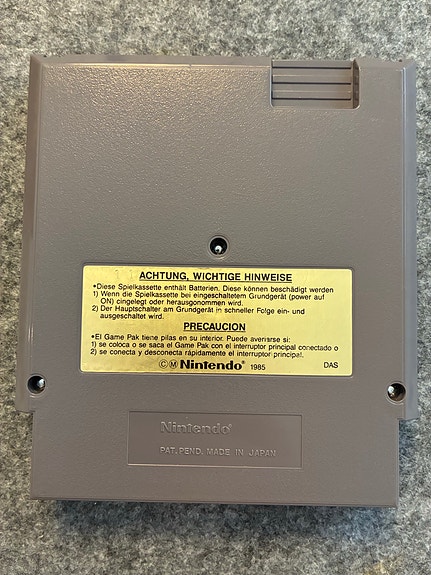 ACHTUNG, WICHTIGE HINWEISE
•Diese Spielkassette enthält Batterien. Diese können beschädigt werden
1) Wenn die Spielkassette bei eingeschaltetem Grundgerät (power auf
ON) eingelegt oder herausgenommen wird.
2) Der Hauptschalter am Grundgerät in schneller Folge ein- und
ausgeschaltet wird.
PRECAUCION
•El Game Pak tiene pilas en su interior. Puede averiarse si:
1) se coloca o se saca el Game Pak con el interruptor principal conectado o
2) se conecta y desconecta rápidamente el interruptor principal.
©Ⓜ Nintendo® 1985 DAS
Nintendo®
PAT. PEND. MADE IN JAPAN